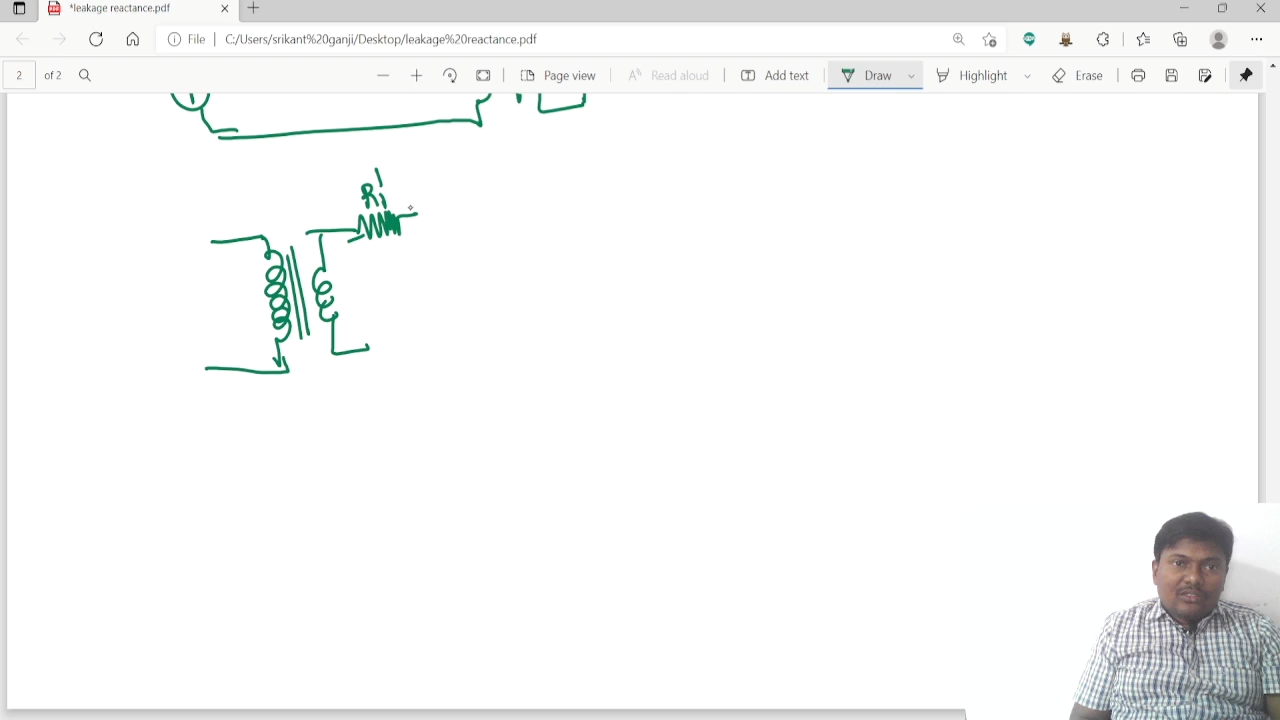 *leakage reactance.pdf
File | C:/Users/srikant%20ganji/Desktop/leakage%20reactance.pdf
2 of 2
Page view
Read aloud
Add text
Draw
Highlight
Erase
R₁'